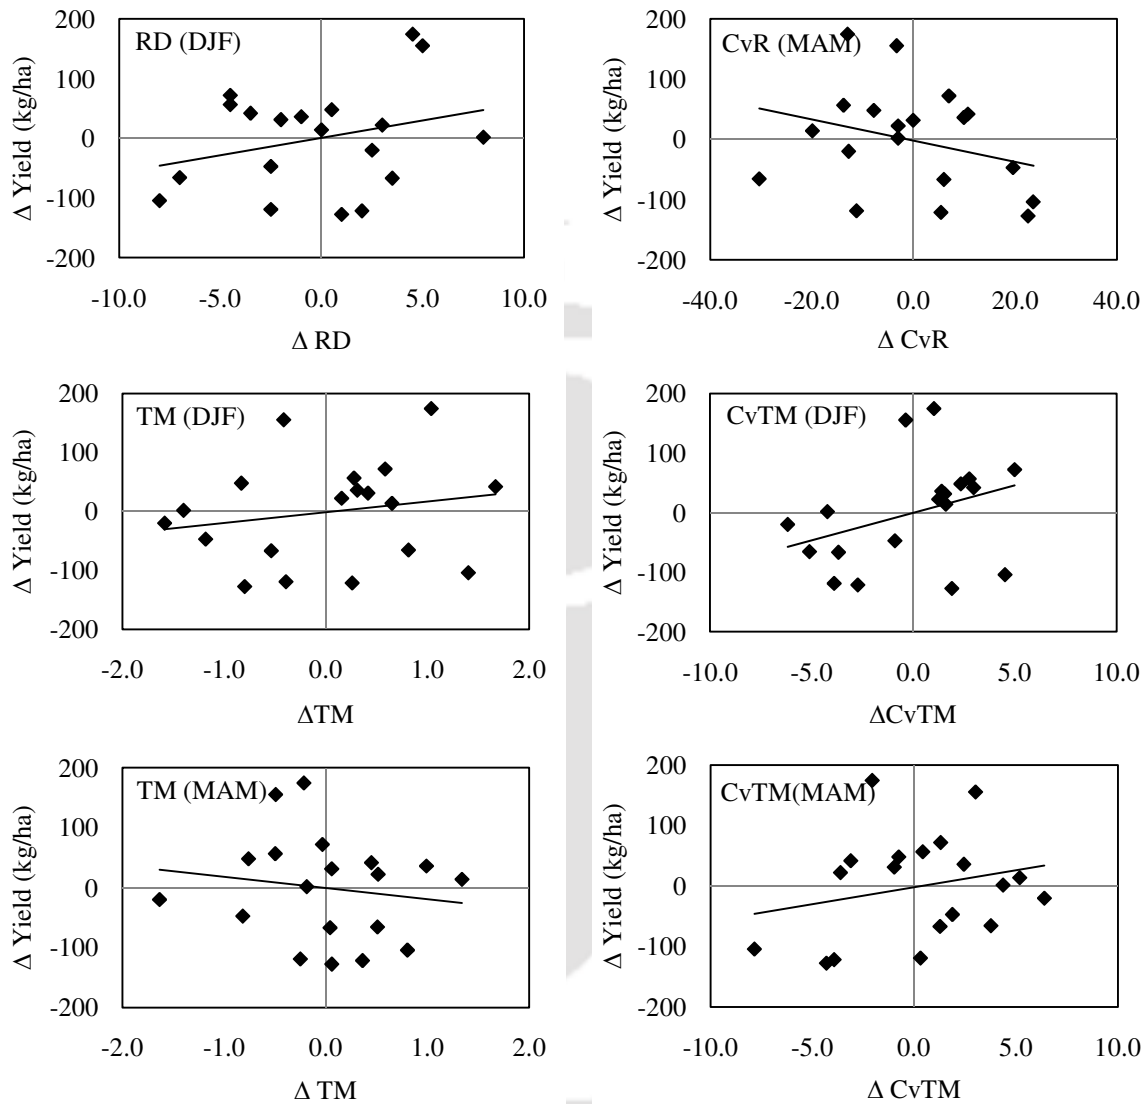 RD (DJF)
Δ Yield (kg/ha)
200
100
0
-100
-200
-10.0 -5.0 0.0 5.0 10.0
Δ RD
CvR (MAM)
Δ Yield (kg/ha)
200
100
0
-100
-200
-40.0 -20.0 0.0 20.0 40.0
Δ CvR
TM (DJF)
Δ Yield (kg/ha)
200
100
0
-100
-200
-2.0 -1.0 0.0 1.0 2.0
ΔTM
CvTM (DJF)
Δ Yield (kg/ha)
200
100
0
-100
-200
-10.0 -5.0 0.0 5.0 10.0
ΔCvTM
TM (MAM)
Δ Yield (kg/ha)
200
100
0
-100
-200
-2.0 -1.0 0.0 1.0 2.0
Δ TM
CvTM(MAM)
Δ Yield (kg/ha)
200
100
0
-100
-200
-10.0 -5.0 0.0 5.0 10.0
Δ CvTM